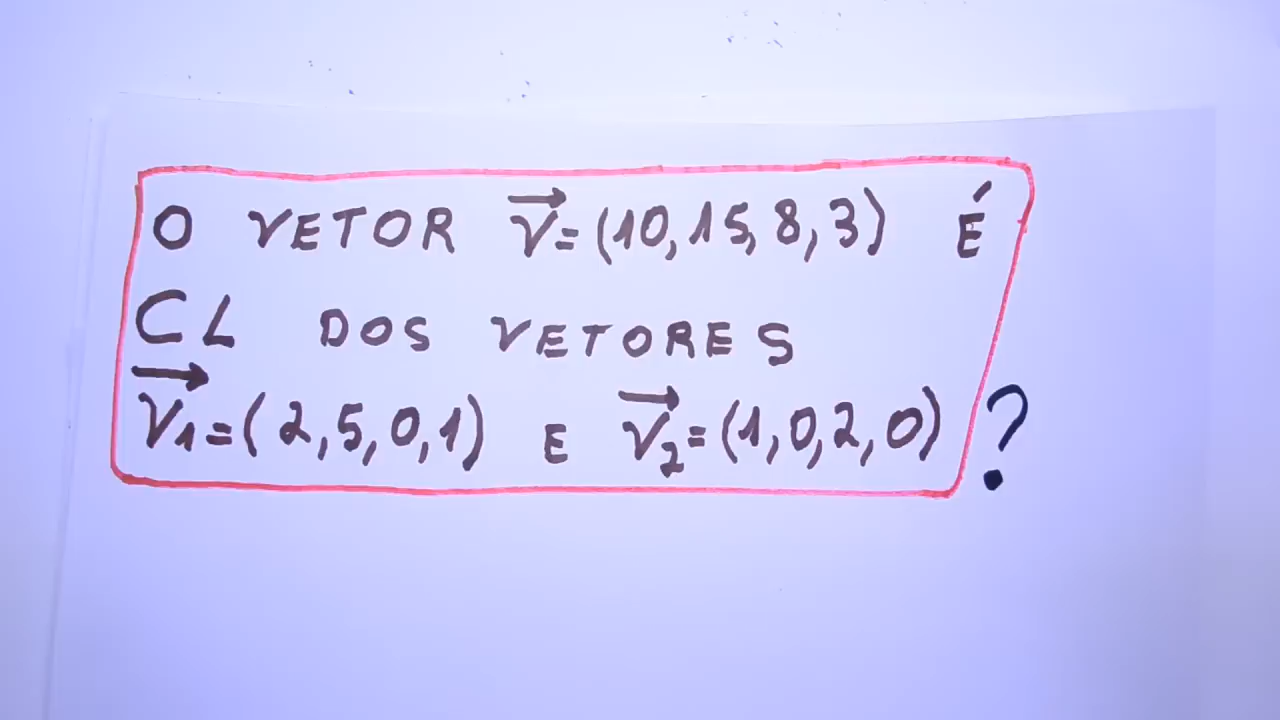 O VETOR v⃗=(10,15,8,3) É
CL DOS VETORES
v⃗1=(2,5,0,1) E v⃗2=(1,0,2,0) ?